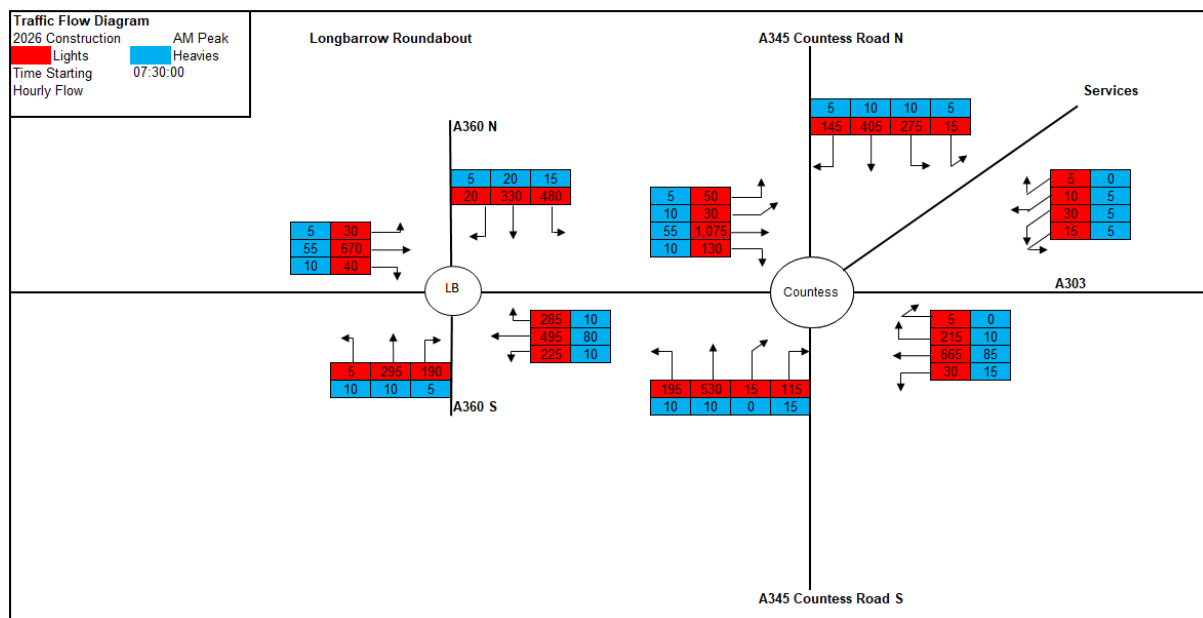 Traffic Flow Diagram
2026 Construction AM Peak
Lights Heavies
Time Starting 07:30:00
Hourly Flow
Longbarrow Roundabout
A345 Countess Road N
Services
A360 N
5 10 10 5
145 405 275 15
5 20 15
20 330 480
5 0
10 5
30 5
15 5
5 50
10 30
55 1,075
10 130
5 30
55 670
10 40
LB
Countess
A303
285 10
495 80
225 10
5 0
215 10
665 85
30 15
5 295 190
10 10 5
195 530 15 115
10 10 0 15
A360 S
A345 Countess Road S